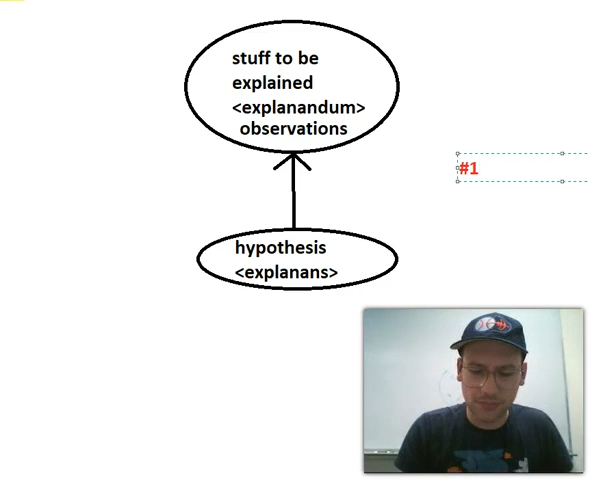 stuff to be
explained
<explanandum>
observations
#1
hypothesis
<explanans>